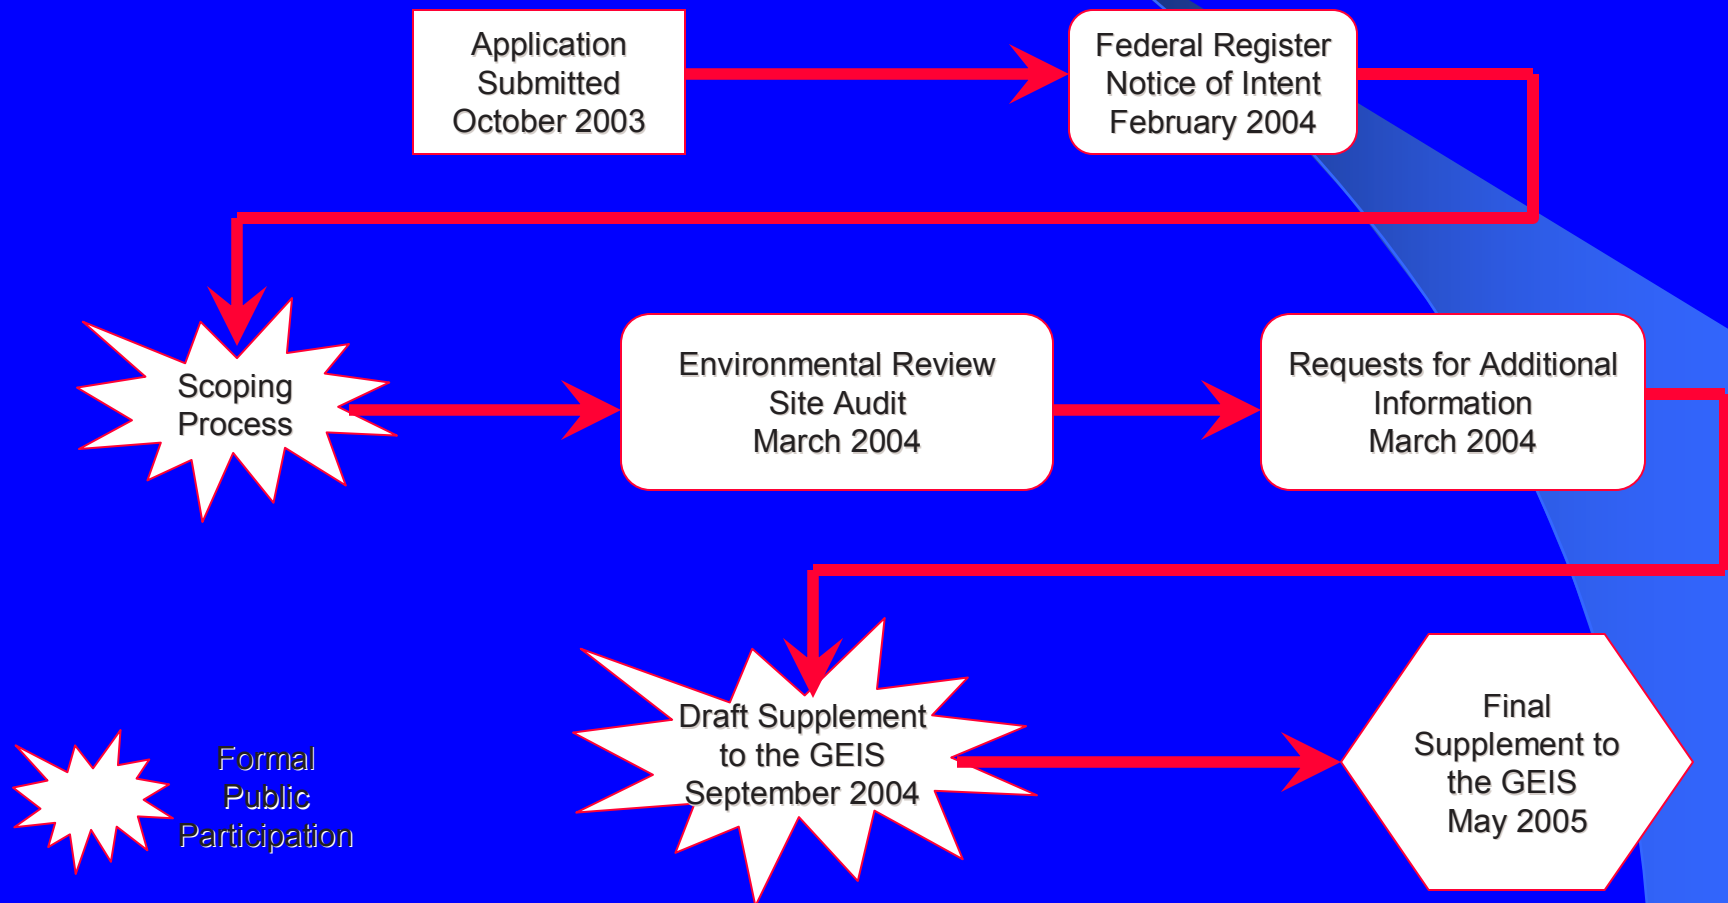 Application
Submitted
October 2003
Federal Register
Notice of Intent
February 2004
Scoping
Process
Environmental Review
Site Audit
March 2004
Requests for Additional
Information
March 2004
Draft Supplement
to the GEIS
September 2004
Final
Supplement to
the GEIS
May 2005
Formal
Public
Participation